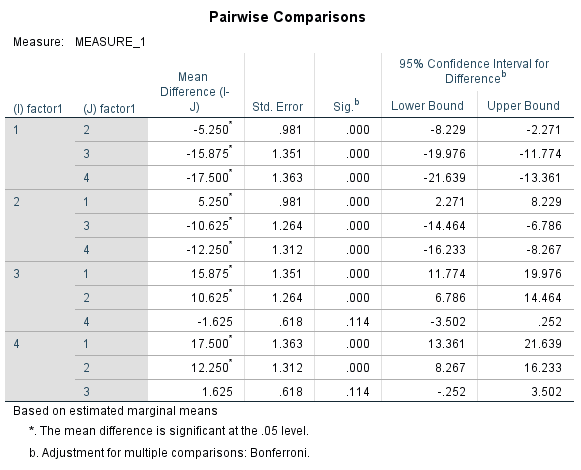 Pairwise Comparisons
Measure: MEASURE_1
(I) factor1 (J) factor1 Mean Difference (I-J) Std. Error Sig.b 95% Confidence Interval for Differenceb
Lower Bound Upper Bound
1 2 -5.250* .981 .000 -8.229 -2.271
3 -15.875* 1.351 .000 -19.976 -11.774
4 -17.500* 1.363 .000 -21.639 -13.361
2 1 5.250* .981 .000 2.271 8.229
3 -10.625* 1.264 .000 -14.464 -6.786
4 -12.250* 1.312 .000 -16.233 -8.267
3 1 15.875* 1.351 .000 11.774 19.976
2 10.625* 1.264 .000 6.786 14.464
4 -1.625 .618 .114 -3.502 .252
4 1 17.500* 1.363 .000 13.361 21.639
2 12.250* 1.312 .000 8.267 16.233
3 1.625 .618 .114 -.252 3.502
Based on estimated marginal means
*. The mean difference is significant at the .05 level.
b. Adjustment for multiple comparisons: Bonferroni.